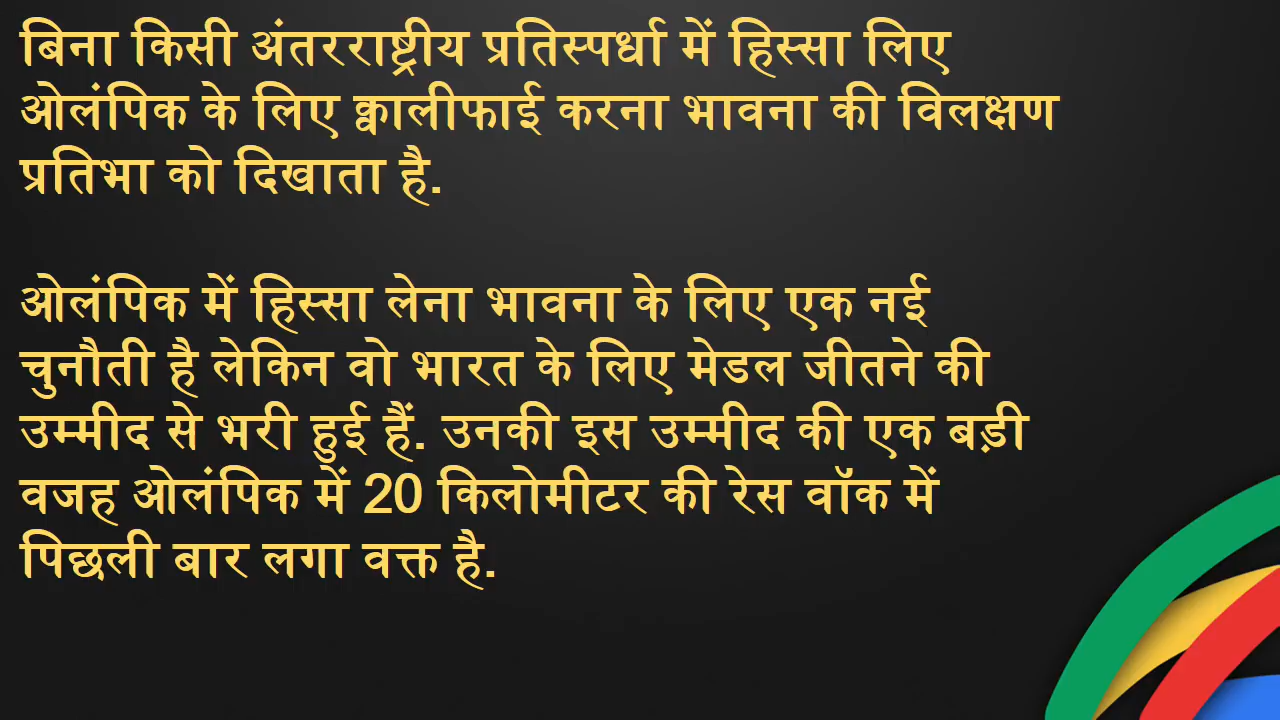 बिना किसी अंतरराष्ट्रीय प्रतिस्पर्धा में हिस्सा लिए
ओलंपिक के लिए क्वालीफाई करना भावना की विलक्षण
प्रतिभा को दिखाता है.
ओलंपिक में हिस्सा लेना भावना के लिए एक नई
चुनौती है लेकिन वो भारत के लिए मेडल जीतने की
उम्मीद से भरी हुई हैं. उनकी इस उम्मीद की एक बड़ी
वजह ओलंपिक में 20 किलोमीटर की रेस वॉक में
पिछली बार लगा वक्त है.